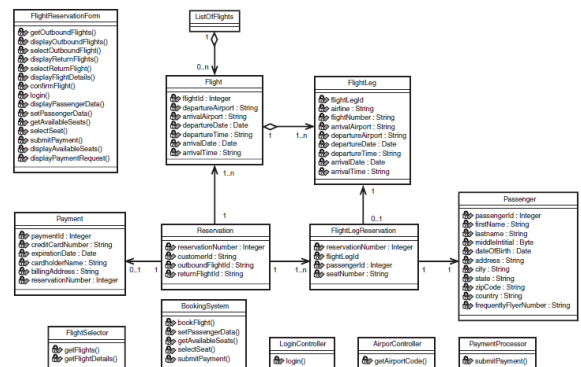 FlightReservationForm
getOutboundFlights()
displayOutboundFlights()
selectOutboundFlight()
displayReturnFlights()
selectReturnFlight()
displayFlightDetails()
confirmFlight()
login()
displayPassengerData()
setPassengerData()
getAvailableSeats()
selectSeat()
submitPayment()
displayAvailableSeats()
displayPaymentRequest()
ListOfFlights
1
0..n
Flight
flightId : Integer
departureAirport : String
arrivalAirport : String
departureDate : Date
departureTime : String
arrivalDate : Date
arrivalTime : String
1
1..n
FlightLeg
flightLegId
airline : String
flightNumber : String
arrivalAirport : String
departureAirport : String
departureDate : Date
departureTime : String
arrivalDate : Date
arrivalTime : String
1..n
1
1
0..1
Payment
paymentId : Integer
creditCardNumber : String
expirationDate : Date
cardholderName : String
billingAddress : String
reservationNumber : Integer
0..1
1
Reservation
reservationNumber : Integer
customerId : String
outboundFlightId : String
returnFlightId : String
1
1..n
FlightLegReservation
reservationNumber : Integer
flightLegId
passengerId : Integer
seatNumber : String
1
1
Passenger
passengerId : Integer
firstName : String
lastname : String
middleIntitial : Byte
dateOfBirth : Date
address : String
city : String
state : String
zipCode : String
country : String
frequentlyFlyerNumber : String
FlightSelector
getFlights()
getFlightDetails()
BookingSystem
bookFlight()
setPassengerData()
getAvailableSeats()
selectSeat()
submitPayment()
LoginController
login()
AirporController
getAirportCode()
PaymentProcessor
submitPayment()